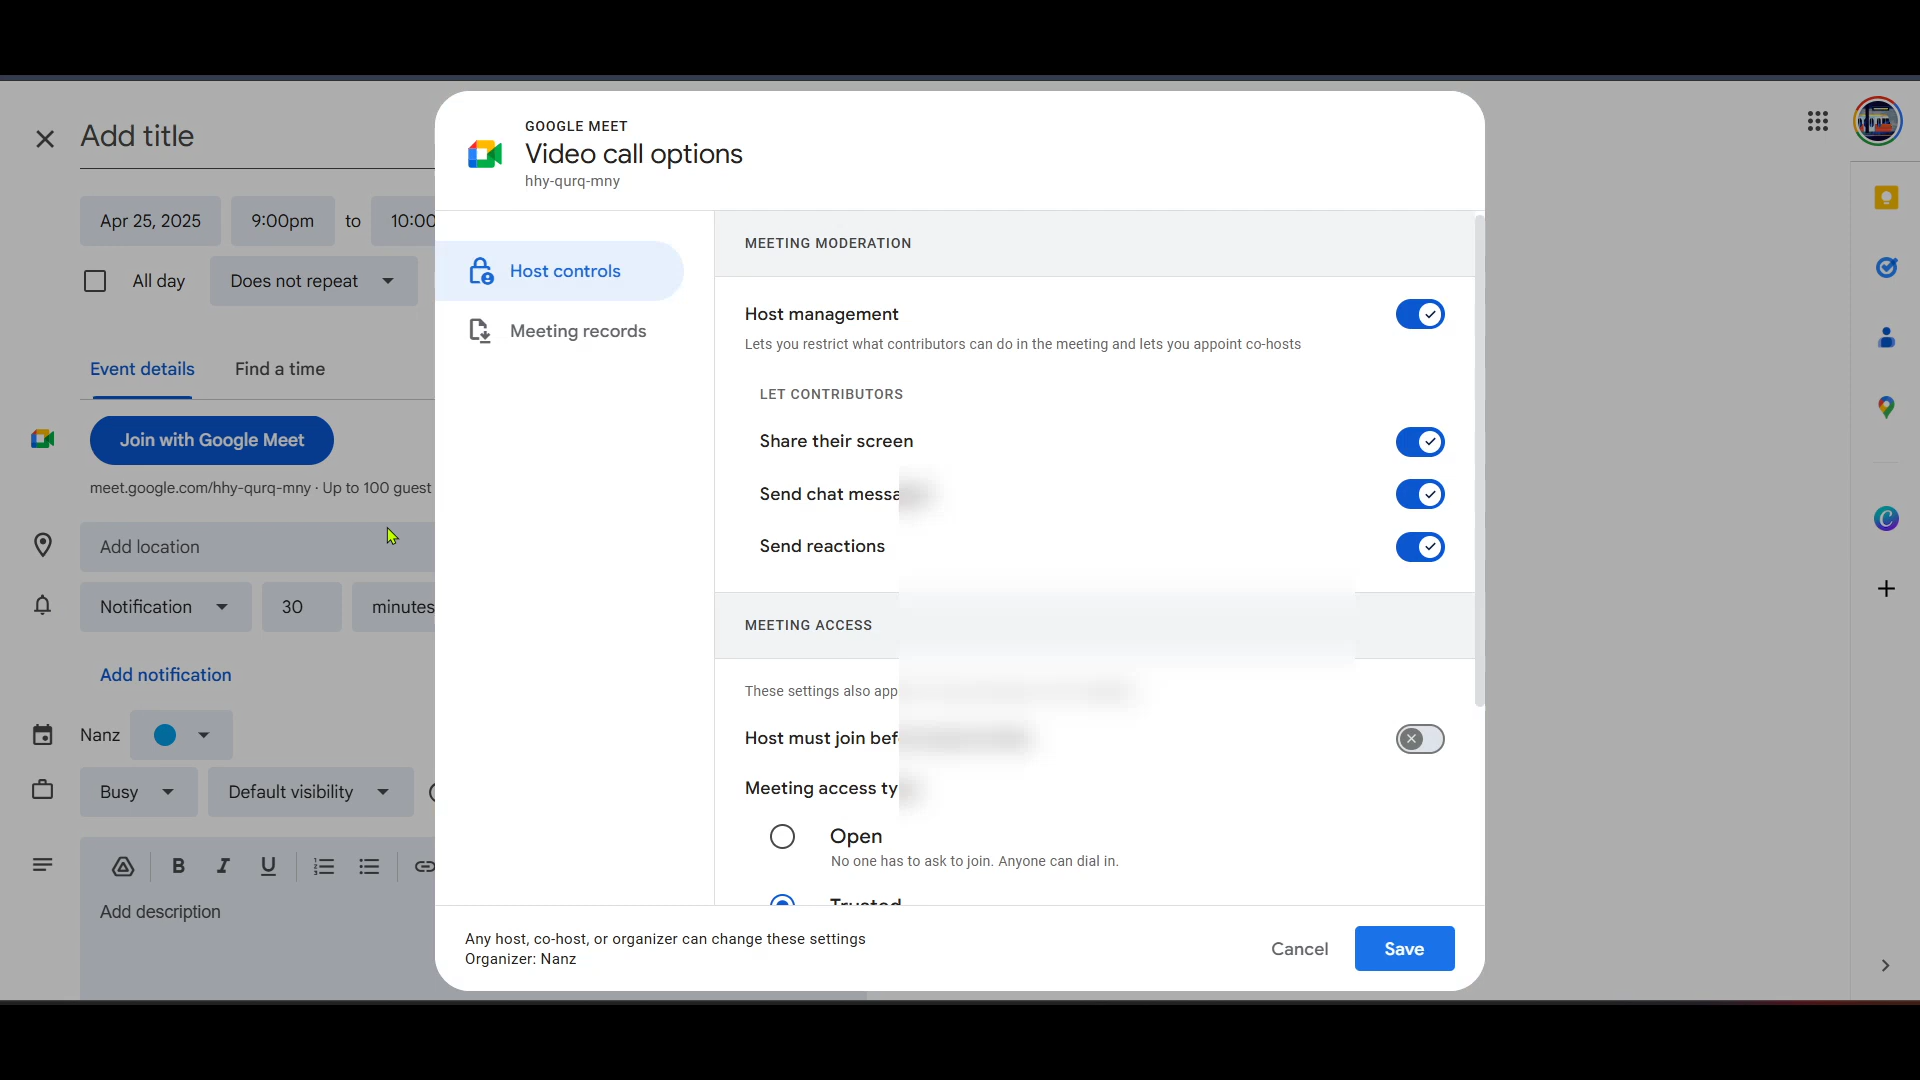 Add title
Apr 25, 2025 9:00pm to 10:00
All day Does not repeat
Event details Find a time
Join with Google Meet
meet.google.com/hhy-qurq-mny · Up to 100 guest
Add location
Notification 30 minutes
Add notification
Nanz
Busy Default visibility
B I U
Add description
GOOGLE MEET
Video call options
hhy-qurq-mny
Host controls
Meeting records
MEETING MODERATION
Host management
Lets you restrict what contributors can do in the meeting and lets you appoint co-hosts
LET CONTRIBUTORS
Share their screen
Send chat
Send reactions
MEETING ACCESS
These settings also
Host must join
Meeting access
Open
No one has to ask to join. Anyone can dial in.
Trusted
Any host, co-host, or organizer can change these settings
Organizer: Nanz
Cancel Save